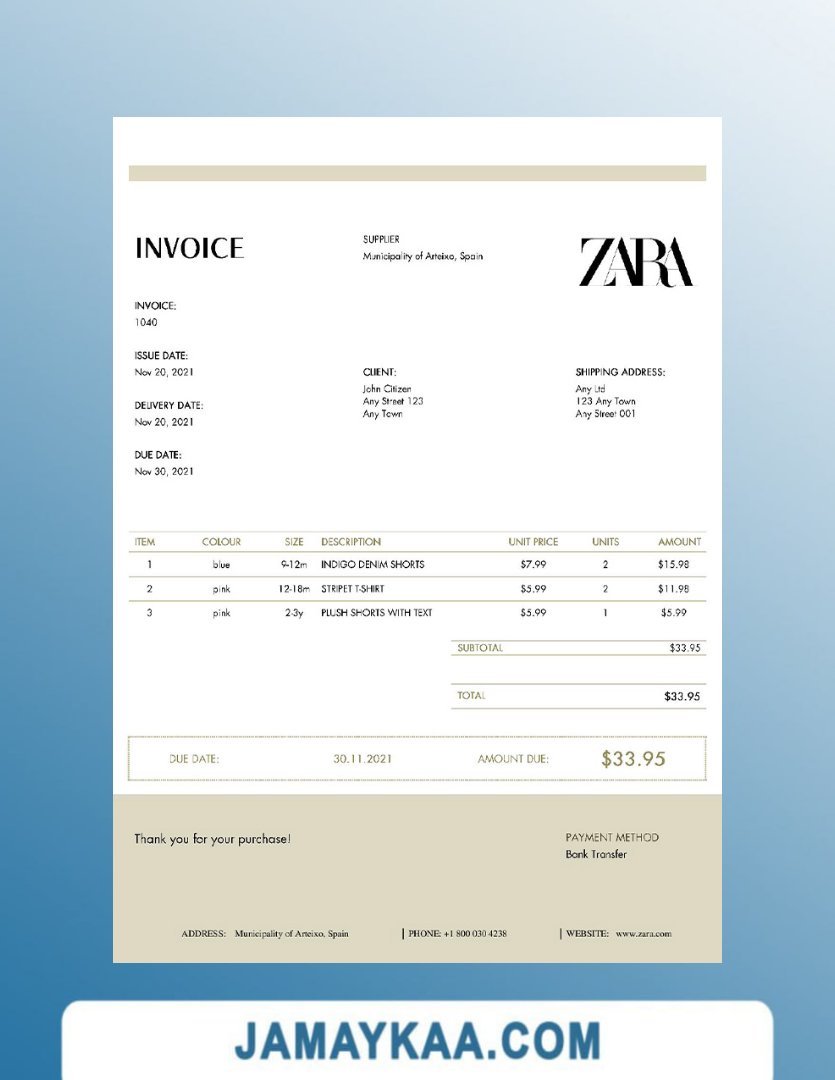 INVOICE
SUPPLIER
Municipality of Arteixo, Spain
ZARA
INVOICE:
1040
ISSUE DATE:
Nov 20, 2021
DELIVERY DATE:
Nov 20, 2021
DUE DATE:
Nov 30, 2021
CLIENT:
John Citizen
Any Street 123
Any Town
SHIPPING ADDRESS:
Any Ltd
123 Any Town
Any Street 001
ITEM COLOUR SIZE DESCRIPTION UNIT PRICE UNITS AMOUNT
1 blue 9-12m INDIGO DENIM SHORTS $7.99 2 $15.98
2 pink 12-18m STRIPET T-SHIRT $5.99 2 $11.98
3 pink 2-3y PLUSH SHORTS WITH TEXT $5.99 1 $5.99
SUBTOTAL $33.95
TOTAL $33.95
DUE DATE: 30.11.2021 AMOUNT DUE: $33.95
Thank you for your purchase!
PAYMENT METHOD
Bank Transfer
ADDRESS: Municipality of Arteixo, Spain | PHONE: +1 800 030 4238 | WEBSITE: www.zara.com
JAMAYKAA.COM